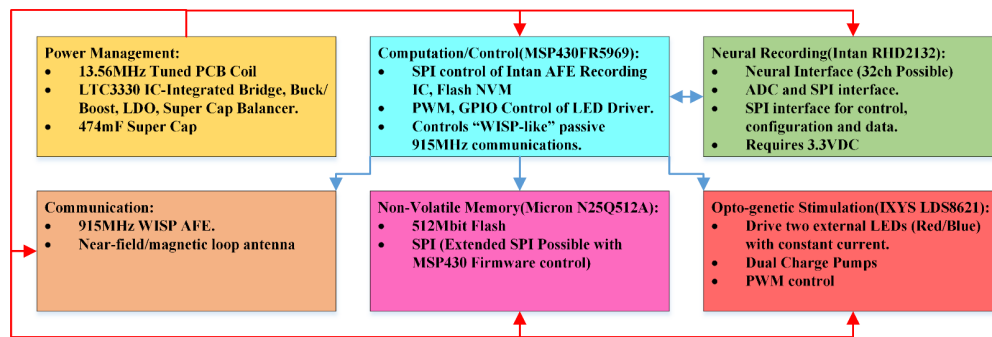 Power Management:
• 13.56MHz Tuned PCB Coil
• LTC3330 IC-Integrated Bridge, Buck/
Boost, LDO, Super Cap Balancer.
• 474mF Super Cap
Computation/Control(MSP430FR5969):
• SPI control of Intan AFE Recording
IC, Flash NVM
• PWM, GPIO Control of LED Driver.
• Controls “WISP-like” passive
915MHz communications.
Neural Recording(Intan RHD2132):
• Neural Interface (32ch Possible)
• ADC and SPI interface.
• SPI interface for control,
configuration and data.
• Requires 3.3VDC
Communication:
• 915MHz WISP AFE.
• Near-field/magnetic loop antenna
Non-Volatile Memory(Micron N25Q512A):
• 512Mbit Flash
• SPI (Extended SPI Possible with
MSP430 Firmware control)
Opto-genetic Stimulation(IXYS LDS8621):
• Drive two external LEDs (Red/Blue)
with constant current.
• Dual Charge Pumps
• PWM control